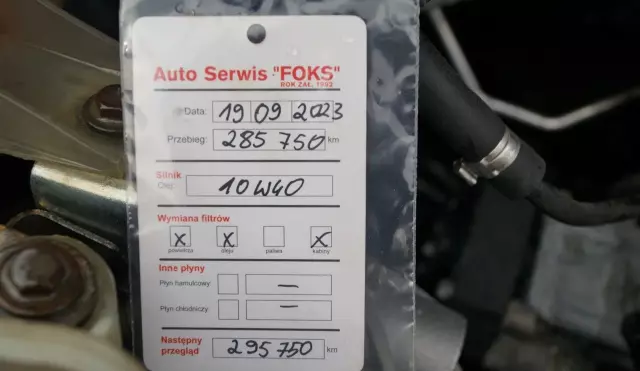 Auto Serwis "FOKS"
ROK ZAŁ. 1992
Data: 19 09 2023
Przebieg: 285 750 km
Silnik
Olej: 10W40
Wymiana filtrów
X X X
powietrza oleju paliwa kabiny
Inne płyny
Płyn hamulcowy —
Płyn chłodniczy —
Następny
przegląd 295 750 km